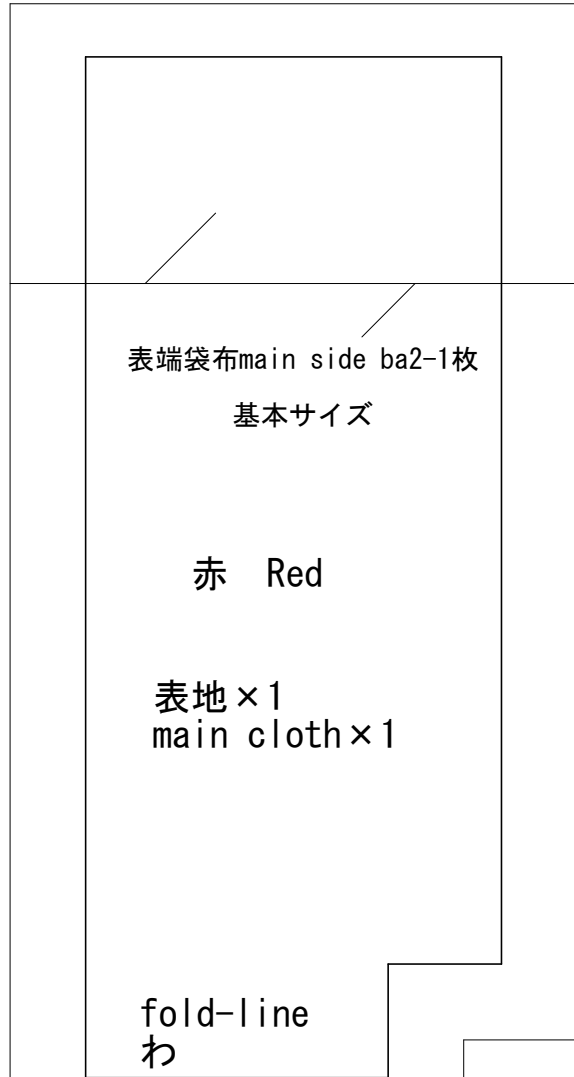 表端袋布main side ba2-1枚
基本サイズ
赤　Red
表地×1
main cloth×1
fold-line
わ